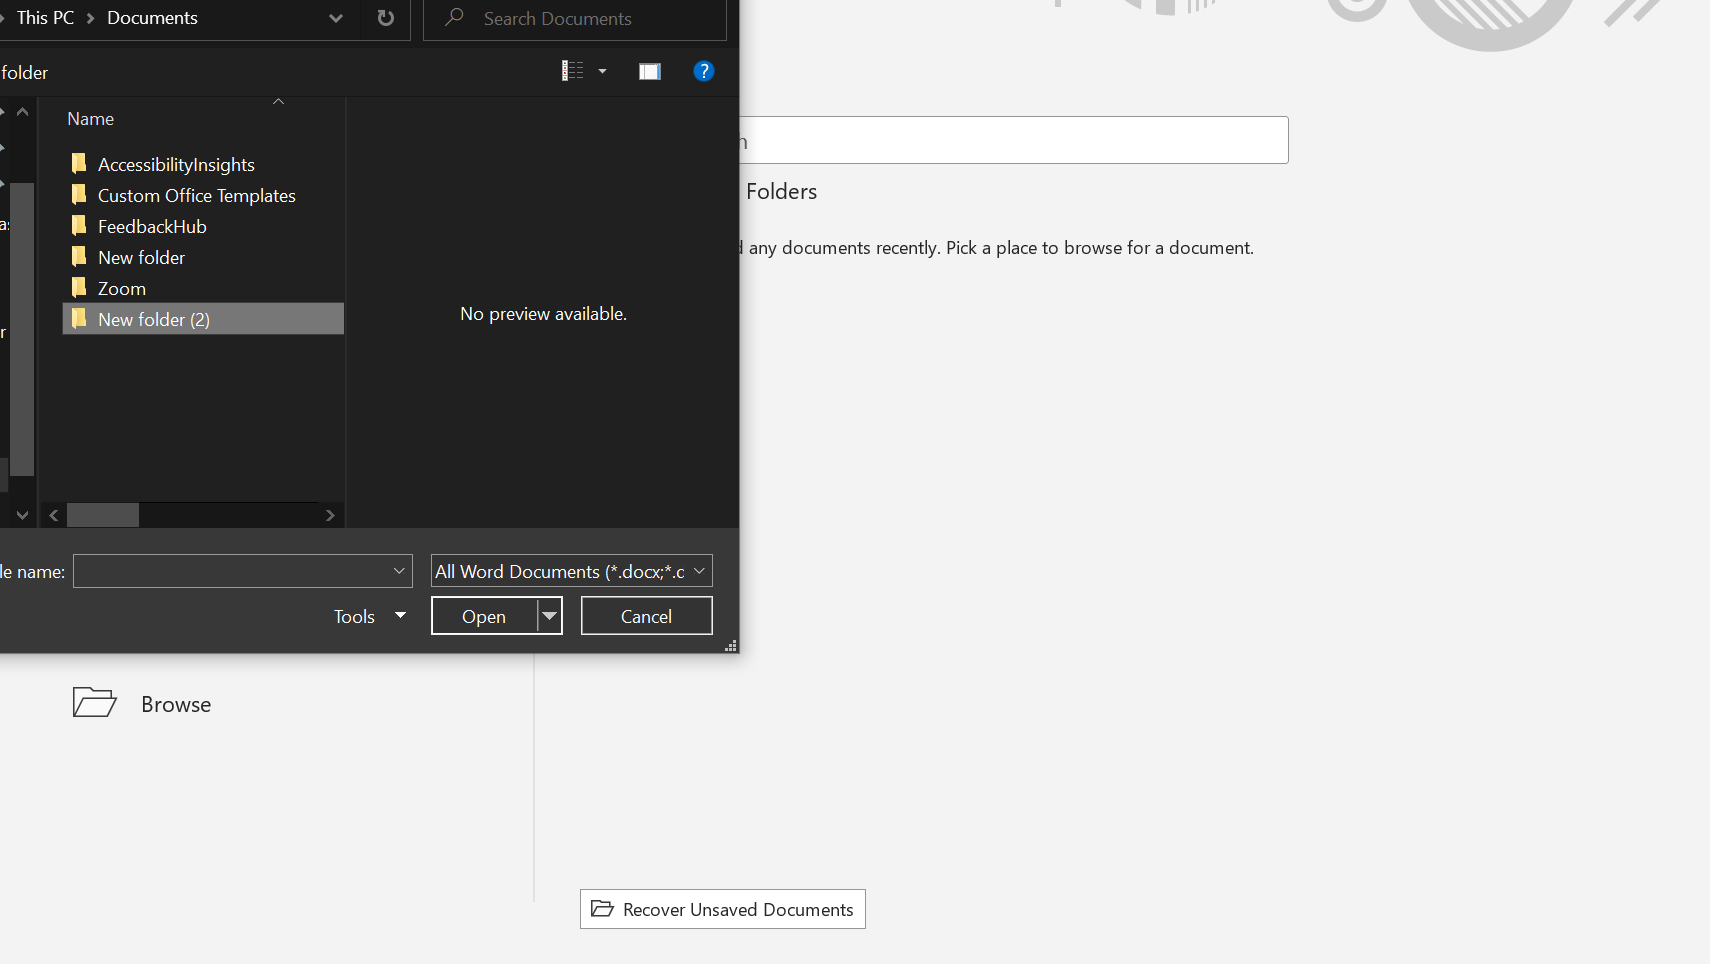 This PC
Documents
Search Documents
folder
?
Name
AccessibilityInsights
Custom Office Templates
FeedbackHub
New folder
Zoom
New folder (2)
No preview available.
Folders
any documents recently. Pick a place to browse for a document.
name:
All Word Documents (*.docx;*.
Tools
Open
Cancel
Browse
Recover Unsaved Documents